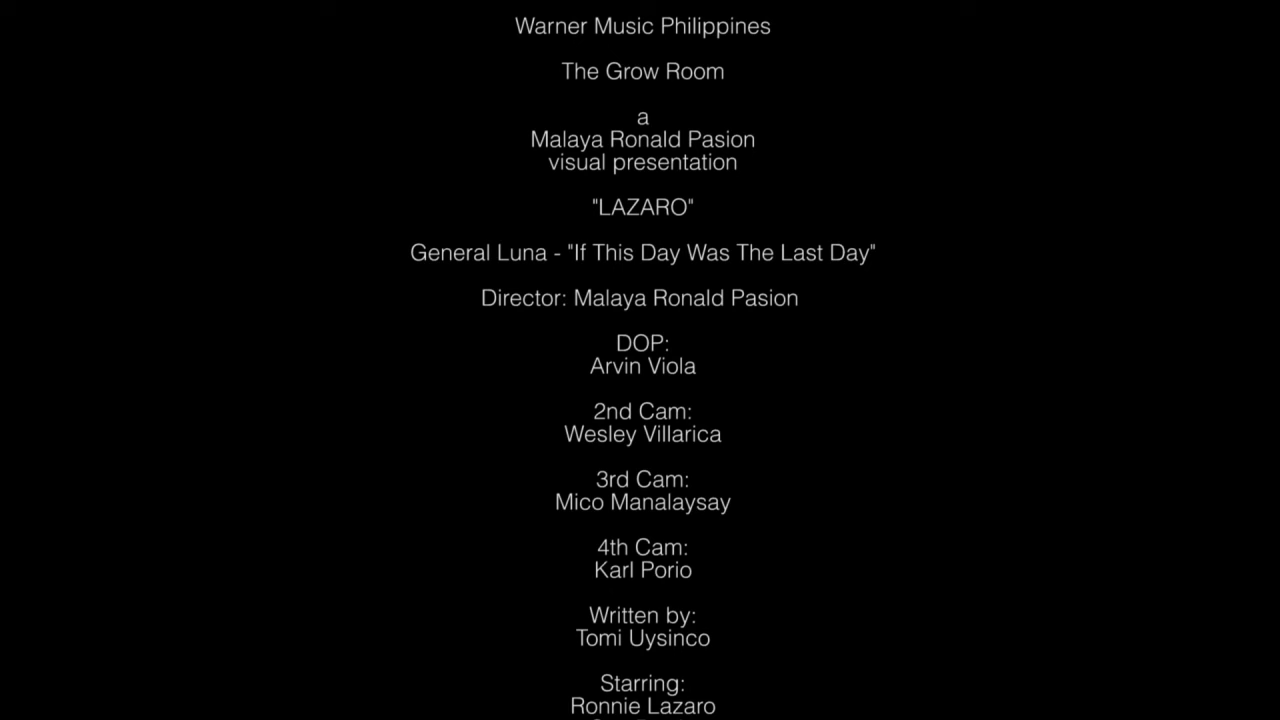 Warner Music Philippines
The Grow Room
a
Malaya Ronald Pasion
visual presentation
"LAZARO"
General Luna - "If This Day Was The Last Day"
Director: Malaya Ronald Pasion
DOP:
Arvin Viola
2nd Cam:
Wesley Villarica
3rd Cam:
Mico Manalaysay
4th Cam:
Karl Porio
Written by:
Tomi Uysinco
Starring:
Ronnie Lazaro